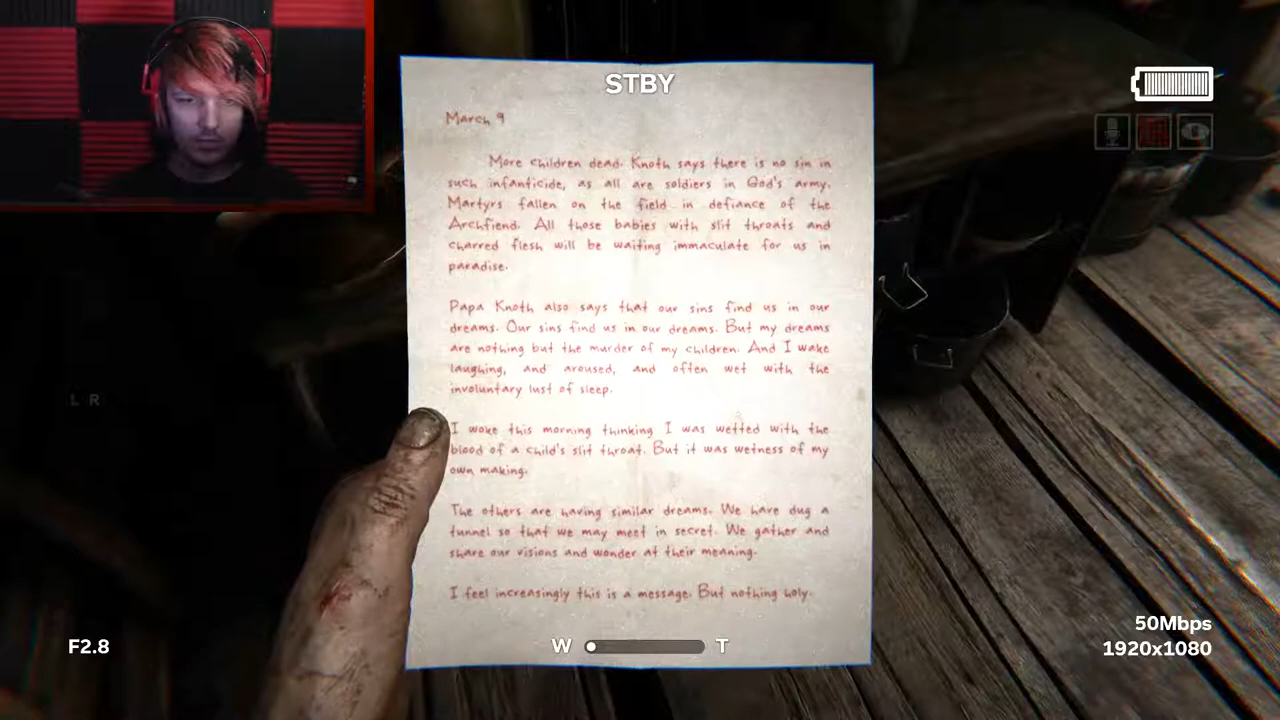 STBY
March 9
More children dead. Knoth says there is no sin in
such infanticide, as all are soldiers in God's army.
Martyrs fallen on the field in defiance of the
Archfiend. All those babies with slit throats and
charred flesh will be waiting immaculate for us in
paradise.
Papa Knoth also says that our sins find us in our
dreams. Our sins find us in our dreams. But my dreams
are nothing but the murder of my children. And I wake
laughing, and aroused, and often wet with the
involuntary lust of sleep.
I woke this morning thinking I was wetted with the
blood of a child's slit throat. But it was wetness of my
own making.
The others are having similar dreams. We have dug a
tunnel so that we may meet in secret. We gather and
share our visions and wonder at their meaning.
I feel increasingly this is a message. But nothing holy.
L R
F2.8
W T
50Mbps
1920x1080